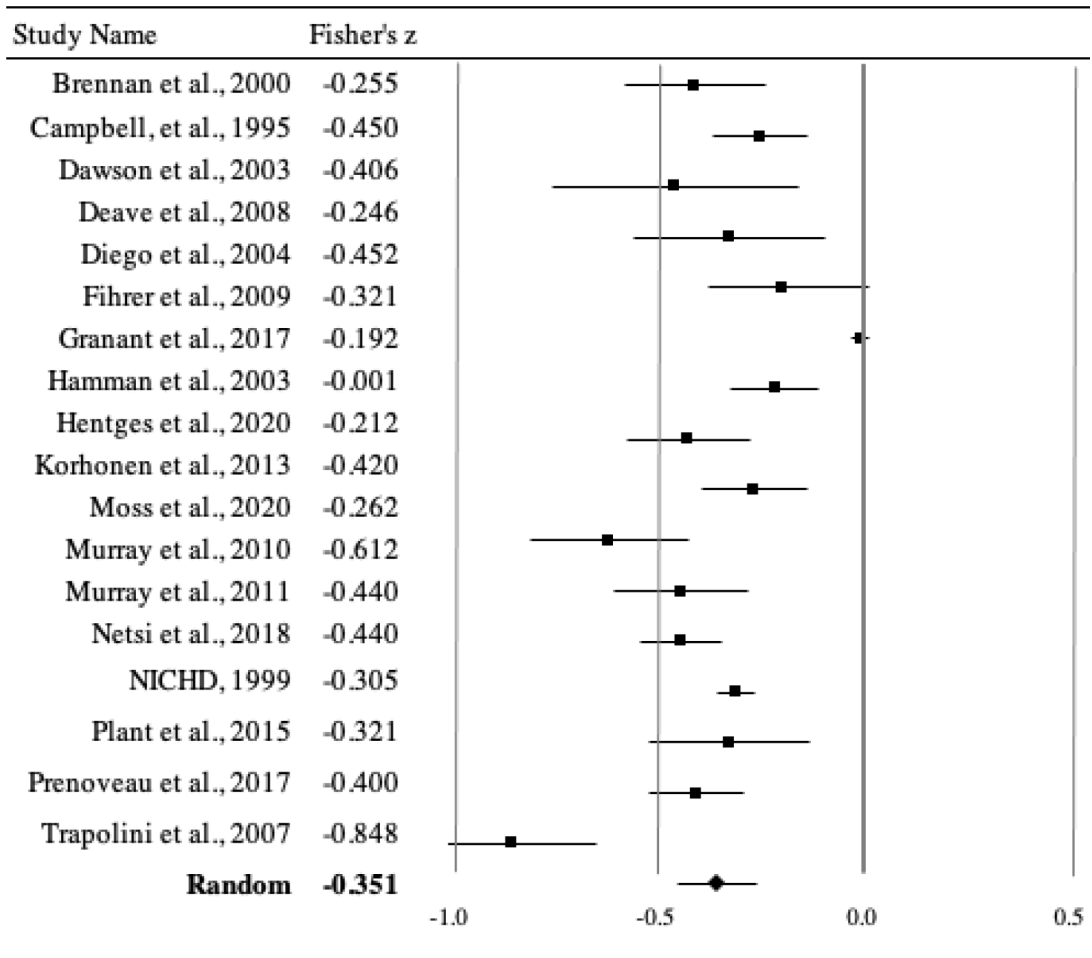 Study Name Fisher's z
Brennan et al., 2000 -0.255
Campbell, et al., 1995 -0.450
Dawson et al., 2003 -0.406
Deave et al., 2008 -0.246
Diego et al., 2004 -0.452
Fihrer et al., 2009 -0.321
Granant et al., 2017 -0.192
Hamman et al., 2003 -0.001
Hentges et al., 2020 -0.212
Korhonen et al., 2013 -0.420
Moss et al., 2020 -0.262
Murray et al., 2010 -0.612
Murray et al., 2011 -0.440
Netsi et al., 2018 -0.440
NICHD, 1999 -0.305
Plant et al., 2015 -0.321
Prenoveau et al., 2017 -0.400
Trapolini et al., 2007 -0.848
Random -0.351
-1.0 -0.5 0.0 0.5